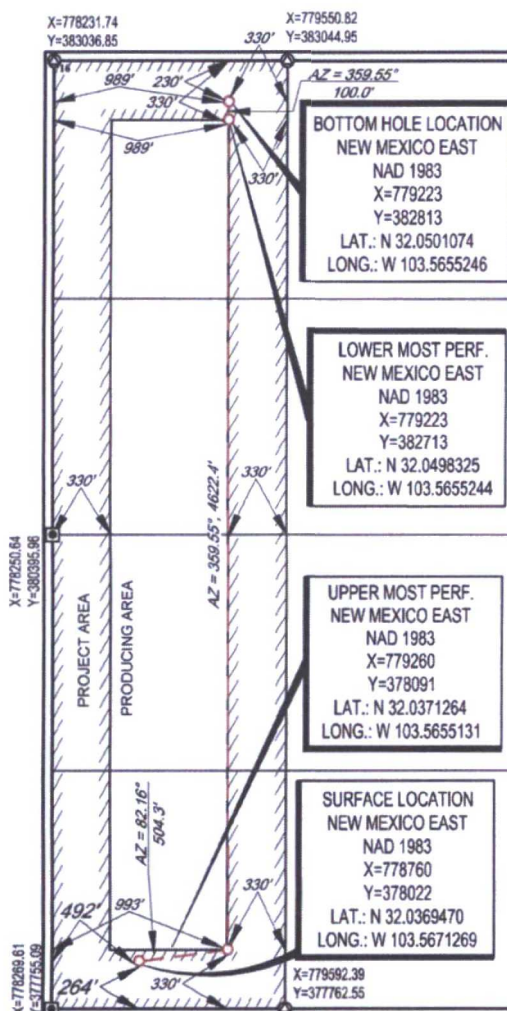 X=778231.74
Y=383036.85
X=779550.82
Y=383044.95
330'
989'
230'
AZ = 359.55°
100.0'
330'
989'
330'
BOTTOM HOLE LOCATION
NEW MEXICO EAST
NAD 1983
X=779223
Y=382813
LAT.: N 32.0501074
LONG.: W 103.5655246
LOWER MOST PERF.
NEW MEXICO EAST
NAD 1983
X=779223
Y=382713
LAT.: N 32.0498325
LONG.: W 103.5655244
330'
330'
AZ = 359.55°, 4622.4'
X=778250.64
Y=380395.96
PROJECT AREA
PRODUCING AREA
UPPER MOST PERF.
NEW MEXICO EAST
NAD 1983
X=779260
Y=378091
LAT.: N 32.0371264
LONG.: W 103.5655131
AZ = 82.16°
504.3'
SURFACE LOCATION
NEW MEXICO EAST
NAD 1983
X=778760
Y=378022
LAT.: N 32.0369470
LONG.: W 103.5671269
492'
993'
330'
264'
330'
X=778269.61
Y=377755.09
X=779592.39
Y=377762.55